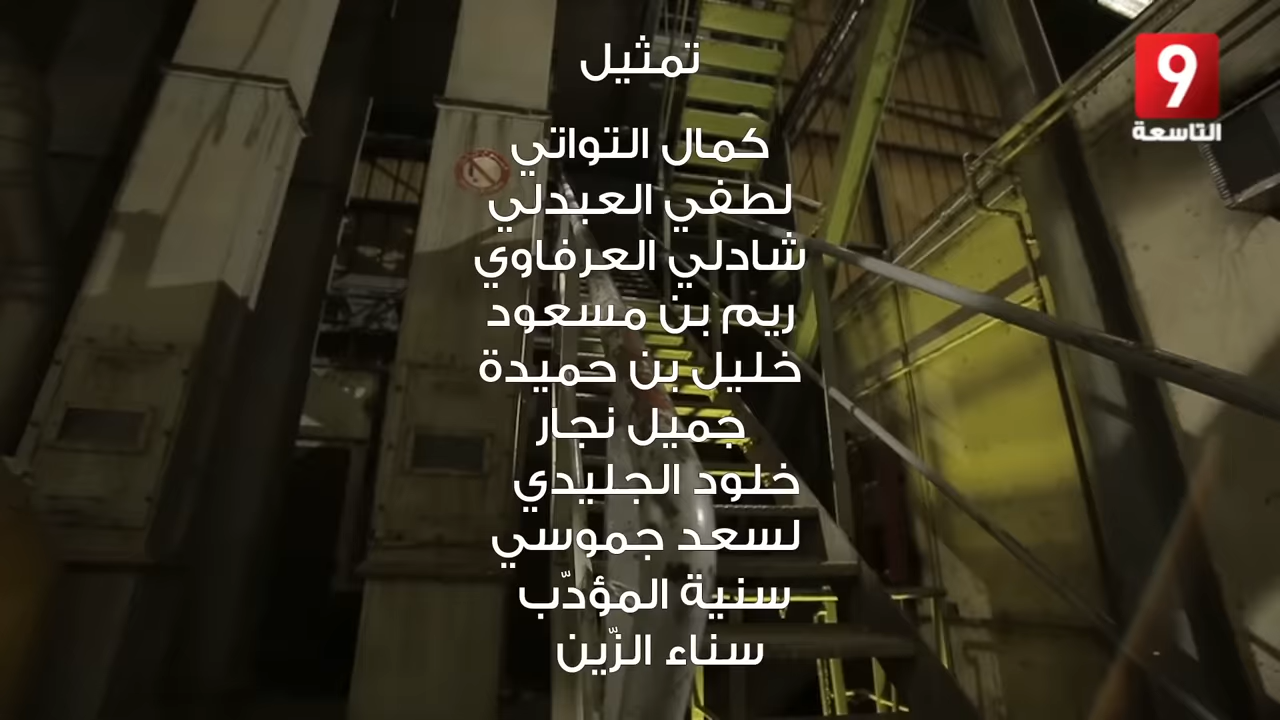 تمثيل
كمال التواتي
لطفي العبدلي
شادلي العرفاوي
ريم بن مسعود
خليل بن حميدة
جميل نجار
خلود الجليدي
لسعد جموسي
سنية المؤدّب
سناء الزّين
9
التاسعة